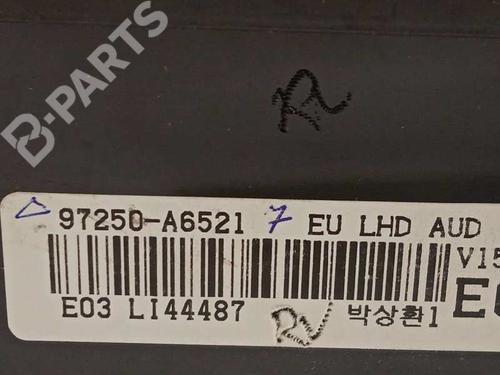 B-PARTS
97250-A6521 7 EU LHD AUD
V15
E03 LI44487
박상환1